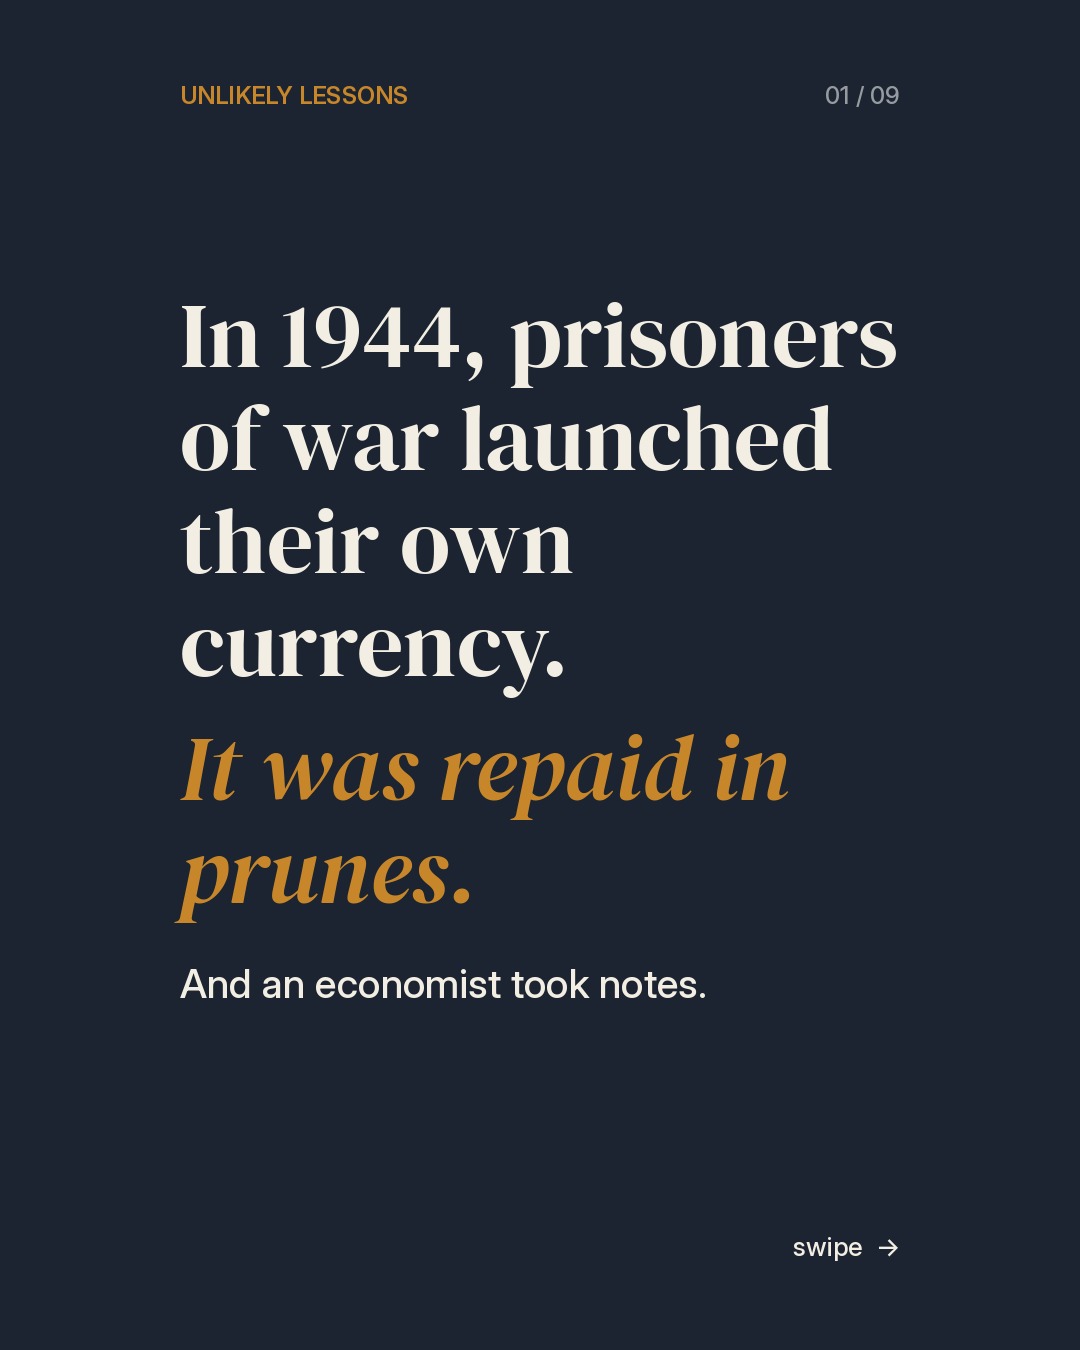 UNLIKELY LESSONS
01 / 09
In 1944, prisoners
of war launched
their own
currency.
It was repaid in
prunes.
And an economist took notes.
swipe →